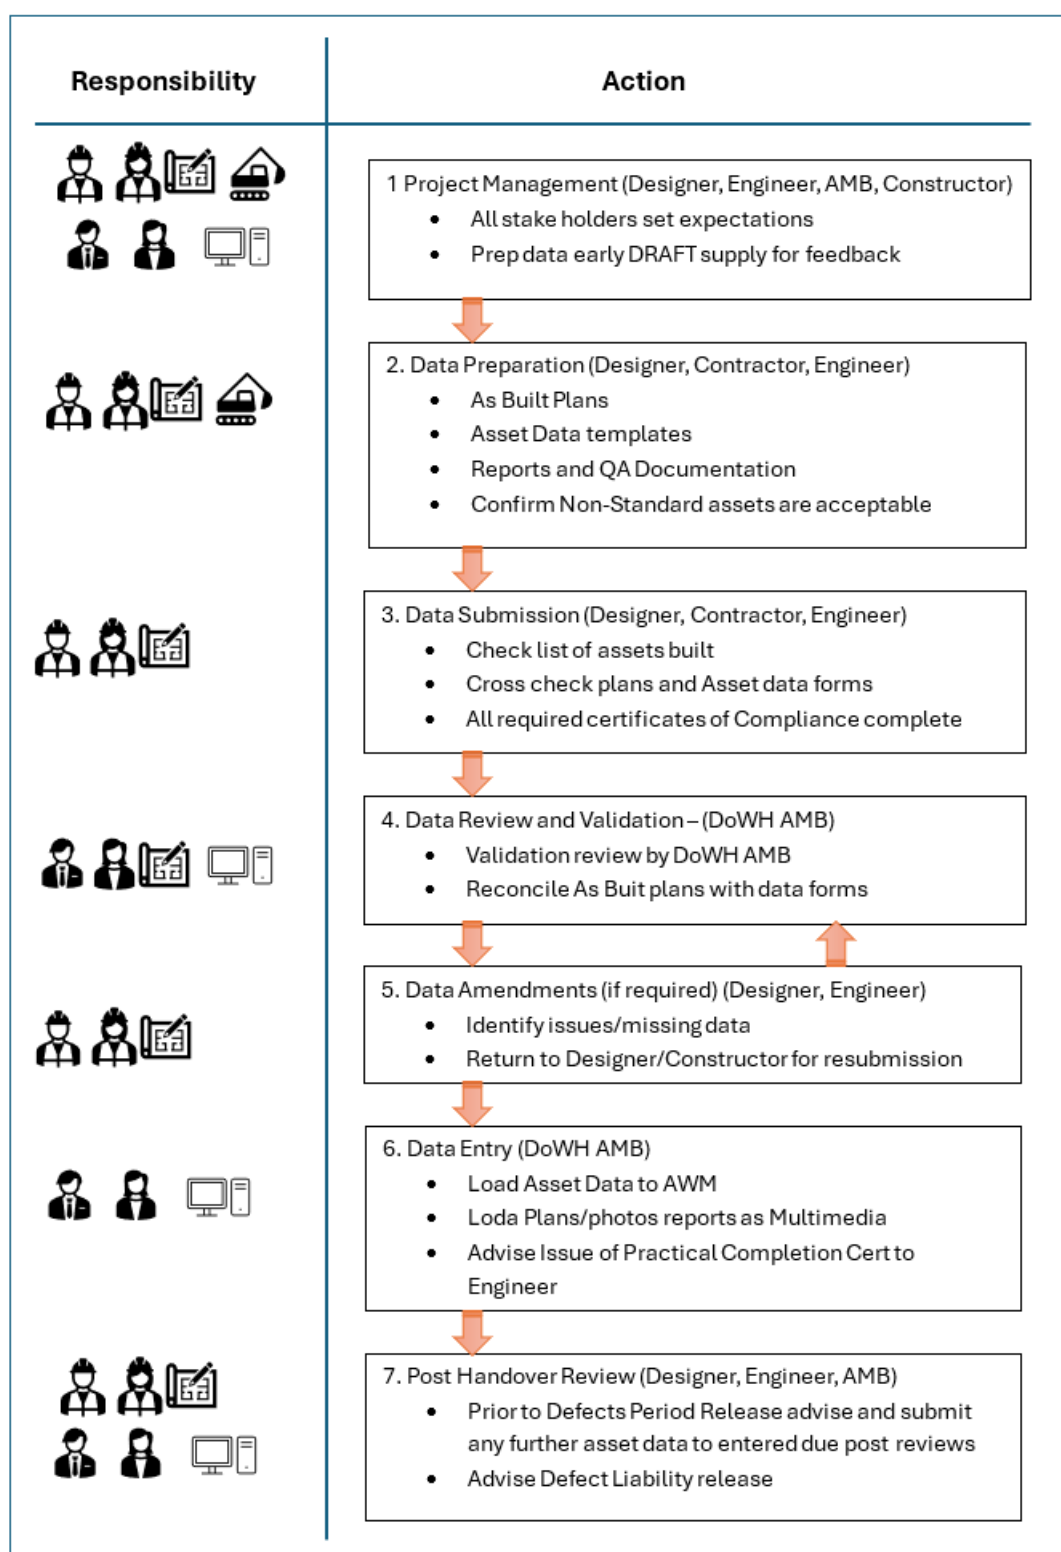 Responsibility
Action
1 Project Management (Designer, Engineer, AMB, Constructor)
• All stake holders set expectations
• Prep data early DRAFT supply for feedback
2. Data Preparation (Designer, Contractor, Engineer)
• As Built Plans
• Asset Data templates
• Reports and QA Documentation
• Confirm Non-Standard assets are acceptable
3. Data Submission (Designer, Contractor, Engineer)
• Check list of assets built
• Cross check plans and Asset data forms
• All required certificates of Compliance complete
4. Data Review and Validation – (DoWH AMB)
• Validation review by DoWH AMB
• Reconcile As Buit plans with data forms
5. Data Amendments (if required) (Designer, Engineer)
• Identify issues/missing data
• Return to Designer/Constructor for resubmission
6. Data Entry (DoWH AMB)
• Load Asset Data to AWM
• Loda Plans/photos reports as Multimedia
• Advise Issue of Practical Completion Cert to
Engineer
7. Post Handover Review (Designer, Engineer, AMB)
• Prior to Defects Period Release advise and submit
any further asset data to entered due post reviews
• Advise Defect Liability release